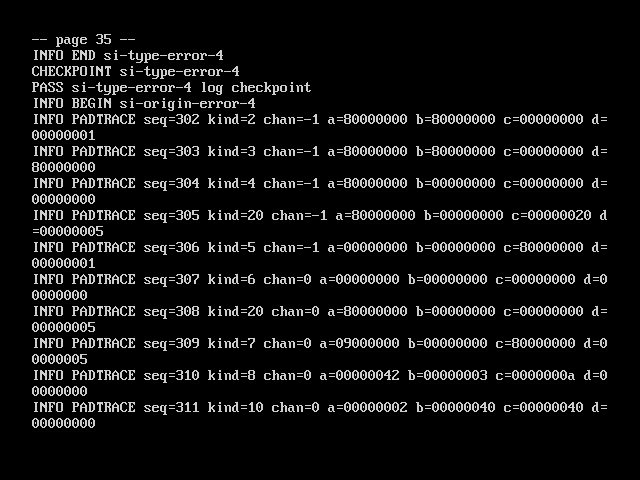 -- page 35 --
INFO END si-type-error-4
CHECKPOINT si-type-error-4
PASS si-type-error-4 log checkpoint
INFO BEGIN si-origin-error-4
INFO PADTRACE seq=302 kind=2 chan=-1 a=80000000 b=80000000 c=00000000 d=
00000001
INFO PADTRACE seq=303 kind=3 chan=-1 a=80000000 b=80000000 c=00000000 d=
80000000
INFO PADTRACE seq=304 kind=4 chan=-1 a=80000000 b=00000000 c=00000000 d=
00000000
INFO PADTRACE seq=305 kind=20 chan=-1 a=80000000 b=00000000 c=00000020 d
=00000005
INFO PADTRACE seq=306 kind=5 chan=-1 a=00000000 b=00000000 c=80000000 d=
00000001
INFO PADTRACE seq=307 kind=6 chan=0 a=00000000 b=00000000 c=00000000 d=0
0000000
INFO PADTRACE seq=308 kind=20 chan=0 a=80000000 b=00000000 c=00000000 d=
00000005
INFO PADTRACE seq=309 kind=7 chan=0 a=09000000 b=00000000 c=80000000 d=0
0000005
INFO PADTRACE seq=310 kind=8 chan=0 a=00000042 b=00000003 c=0000000a d=0
0000000
INFO PADTRACE seq=311 kind=10 chan=0 a=00000002 b=00000040 c=00000040 d=
00000000